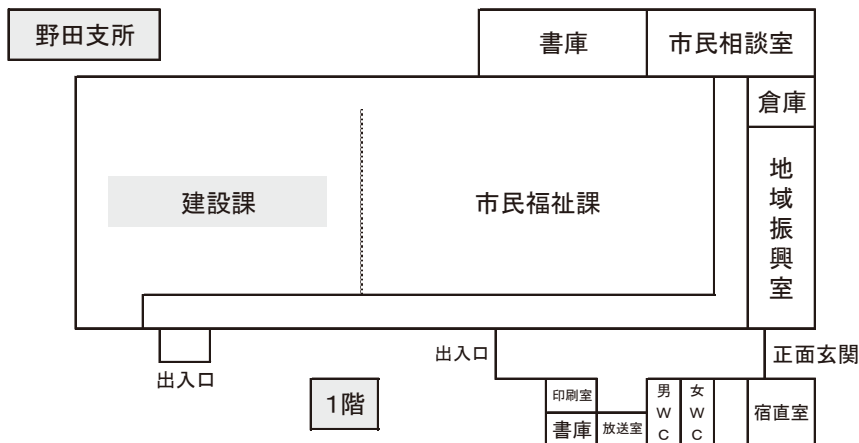 野田支所
書庫
市民相談室
倉庫
建設課
市民福祉課
地域振興室
出入口
正面玄関
出入口
1階
印刷室
男WC
女WC
宿直室
書庫
放送室